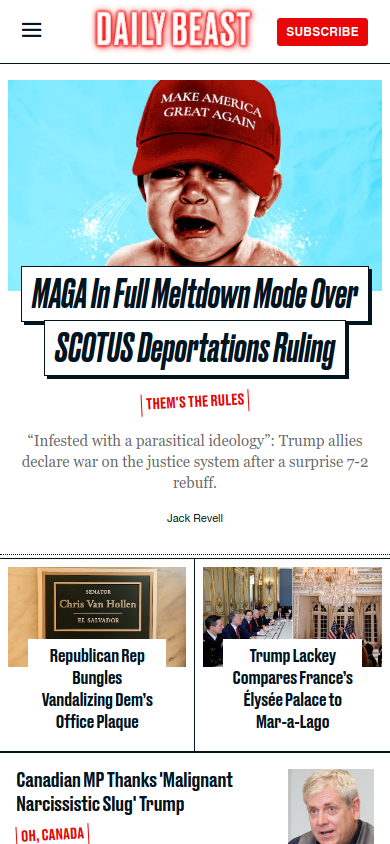 DAILY BEAST
SUBSCRIBE
MAKE AMERICA
GREAT AGAIN
MAGA In Full Meltdown Mode Over
SCOTUS Deportations Ruling
THEM'S THE RULES
“Infested with a parasitical ideology”: Trump allies
declare war on the justice system after a surprise 7-2
rebuff.
Jack Revell
SENATOR
Chris Van Hollen
EL SALVADOR
Republican Rep
Bungles
Vandalizing Dem’s
Office Plaque
Trump Lackey
Compares France’s
Élysée Palace to
Mar-a-Lago
Canadian MP Thanks 'Malignant
Narcissistic Slug' Trump
OH, CANADA